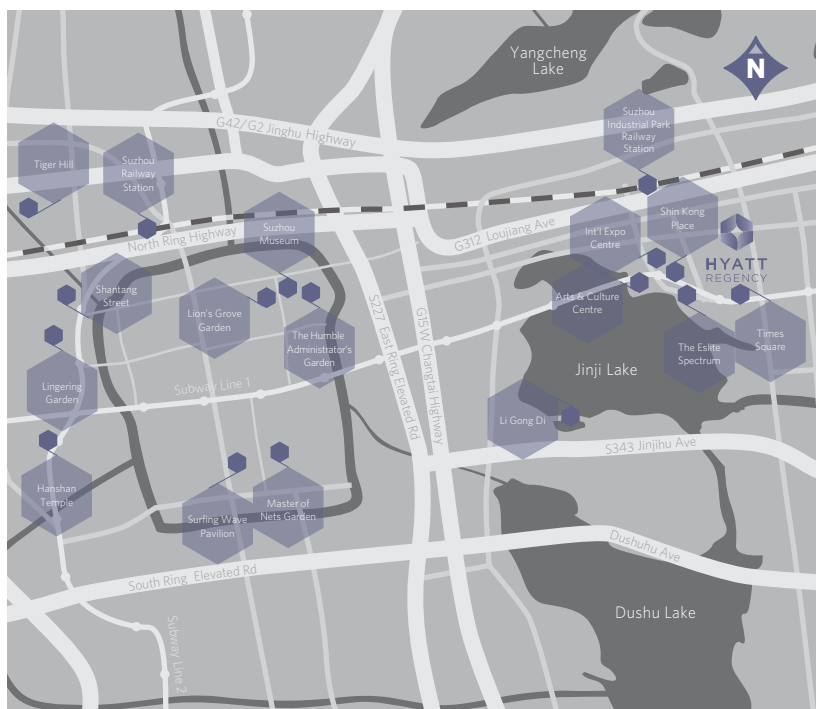 Yangcheng
Lake
N
Suzhou
Industrial Park
Railway
Station
G42/G2 Jinghu Highway
Tiger Hill
Suzhou
Railway
Station
Shin Kong
Place
Suzhou
Museum
Int'l Expo
Centre
G312 Loujiang Ave
North Ring Highway
HYATT
REGENCY
Shantang
Street
Arts & Culture
Centre
Lion's Grove
Garden
S227 East Ring Elevated Rd
G15W Changtai Highway
The Humble
Administrator's
Garden
Times
Square
The Eslite
Spectrum
Jinji Lake
Subway Line 1
Lingering
Garden
Li Gong Di
S343 Jinjihu Ave
Hanshan
Temple
Master of
Nets Garden
Surfing Wave
Pavilion
Dushuhu Ave
South Ring Elevated Rd
Dushu Lake
Subway Line 2